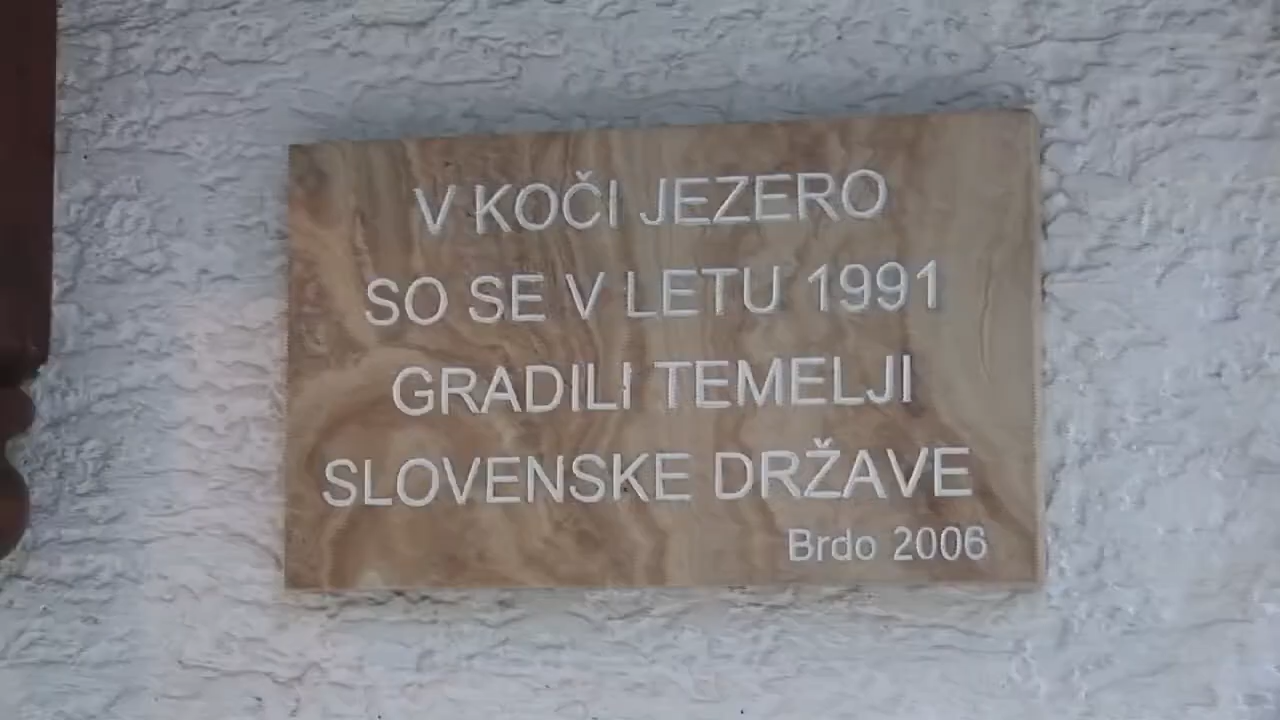 V KOČI JEZERO
SO SE V LETU 1991
GRADILI TEMELJI
SLOVENSKE DRŽAVE
Brdo 2006